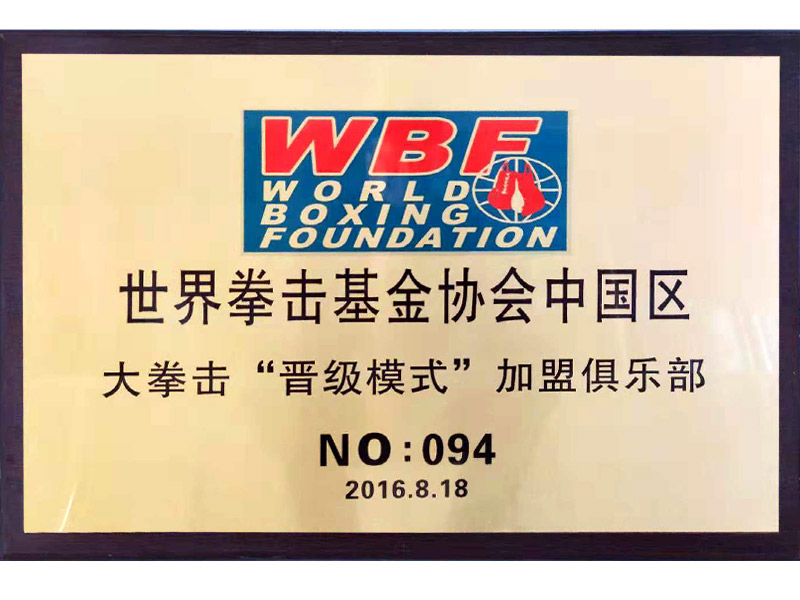 WBF
WORLD
BOXING
FOUNDATION
世界拳击基金协会中国区
大拳击“晋级模式”加盟俱乐部
NO:094
2016.8.18